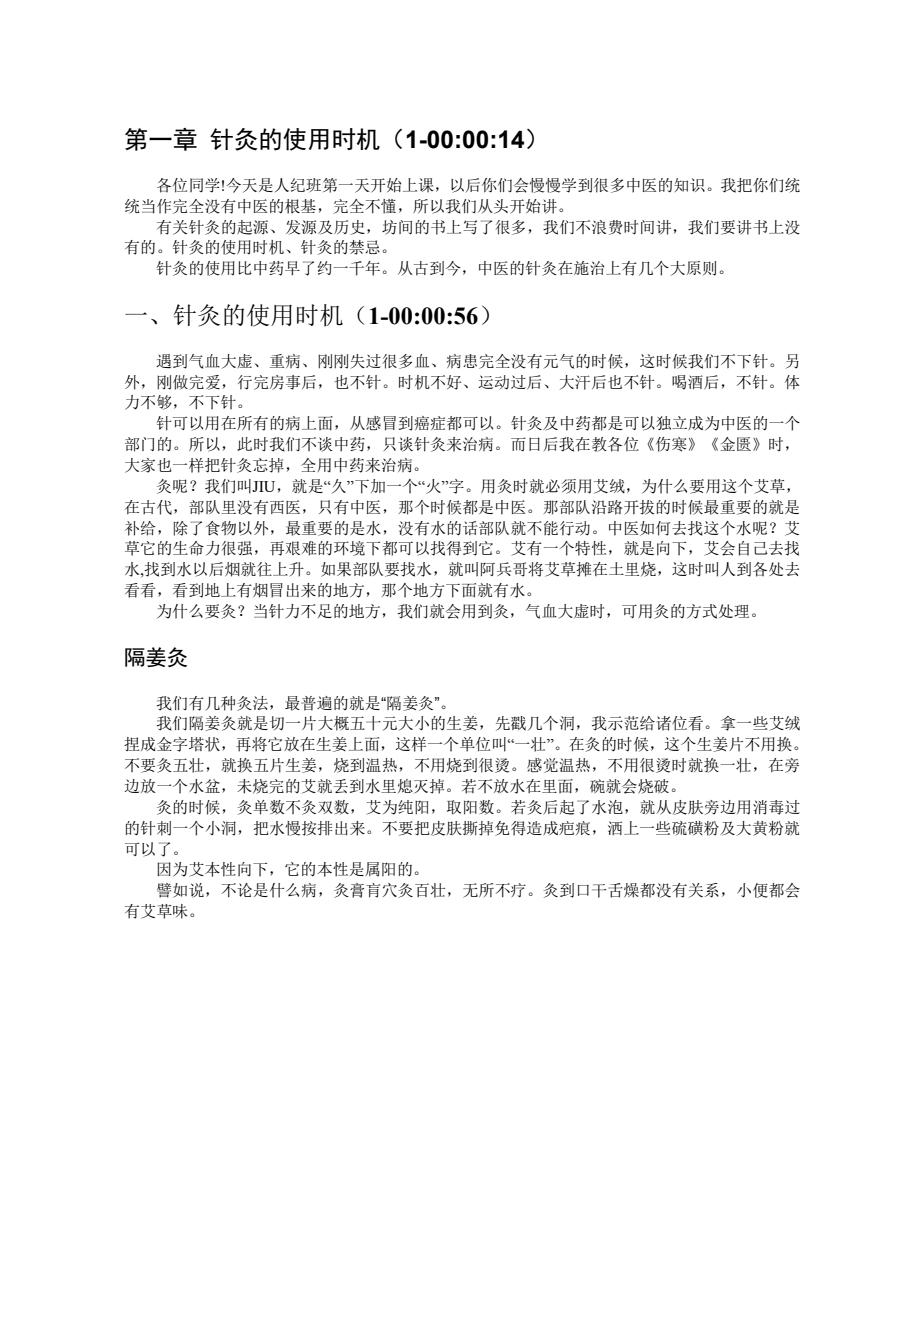 第一章 针灸的使用时机（1-00:00:14）
各位同学!今天是人纪班第一天开始上课，以后你们会慢慢学到很多中医的知识。我把你们统
统当作完全没有中医的根基，完全不懂，所以我们从头开始讲。
有关针灸的起源、发源及历史，坊间的书上写了很多，我们不浪费时间讲，我们要讲书上没
有的。针灸的使用时机、针灸的禁忌。
针灸的使用比中药早了约一千年。从古到今，中医的针灸在施治上有几个大原则。
一、针灸的使用时机（1-00:00:56）
遇到气血大虚、重病、刚刚失过很多血、病患完全没有元气的时候，这时候我们不下针。另
外，刚做完爱，行完房事后，也不针。时机不好、运动过后、大汗后也不针。喝酒后，不针。体
力不够，不下针。
针可以用在所有的病上面，从感冒到癌症都可以。针灸及中药都是可以独立成为中医的一个
部门的。所以，此时我们不谈中药，只谈针灸来治病。而日后我在教各位《伤寒》《金匮》时，
大家也一样把针灸忘掉，全用中药来治病。
灸呢？我们叫JIU，就是“久”下加一个“火”字。用灸时就必须用艾绒，为什么要用这个艾草，
在古代，部队里没有西医，只有中医，那个时候都是中医。那部队沿路开拔的时候最重要的就是
补给，除了食物以外，最重要的是水，没有水的话部队就不能行动。中医如何去找这个水呢？艾
草它的生命力很强，再艰难的环境下都可以找得到它。艾有一个特性，就是向下，艾会自己去找
水,找到水以后烟就往上升。如果部队要找水，就叫阿兵哥将艾草摊在土里烧，这时叫人到各处去
看看，看到地上有烟冒出来的地方，那个地方下面就有水。
为什么要灸？当针力不足的地方，我们就会用到灸，气血大虚时，可用灸的方式处理。
隔姜灸
我们有几种灸法，最普遍的就是“隔姜灸”。
我们隔姜灸就是切一片大概五十元大小的生姜，先戳几个洞，我示范给诸位看。拿一些艾绒
捏成金字塔状，再将它放在生姜上面，这样一个单位叫“一壮”。在灸的时候，这个生姜片不用换。
不要灸五壮，就换五片生姜，烧到温热，不用烧到很烫。感觉温热，不用很烫时就换一壮，在旁
边放一个水盆，未烧完的艾就丢到水里熄灭掉。若不放水在里面，碗就会烧破。
灸的时候，灸单数不灸双数，艾为纯阳，取阳数。若灸后起了水泡，就从皮肤旁边用消毒过
的针刺一个小洞，把水慢按排出来。不要把皮肤撕掉免得造成疤痕，洒上一些硫磺粉及大黄粉就
可以了。
因为艾本性向下，它的本性是属阳的。
譬如说，不论是什么病，灸膏肓穴灸百壮，无所不疗。灸到口干舌燥都没有关系，小便都会
有艾草味。